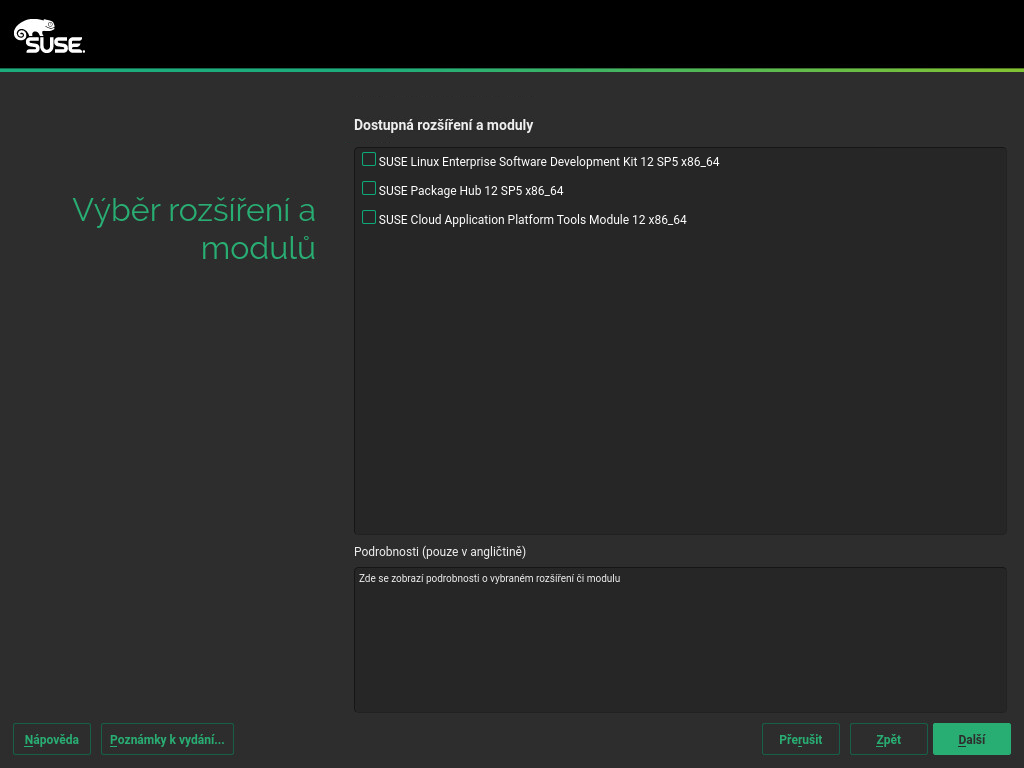 SUSE.
Dostupná rozšíření a moduly
SUSE Linux Enterprise Software Development Kit 12 SP5 x86_64
SUSE Package Hub 12 SP5 x86_64
SUSE Cloud Application Platform Tools Module 12 x86_64
Výběr rozšíření a
modulů
Podrobnosti (pouze v angličtině)
Zde se zobrazí podrobnosti o vybraném rozšíření či modulu
Nápověda
Poznámky k vydání...
Přerušit
Zpět
Další